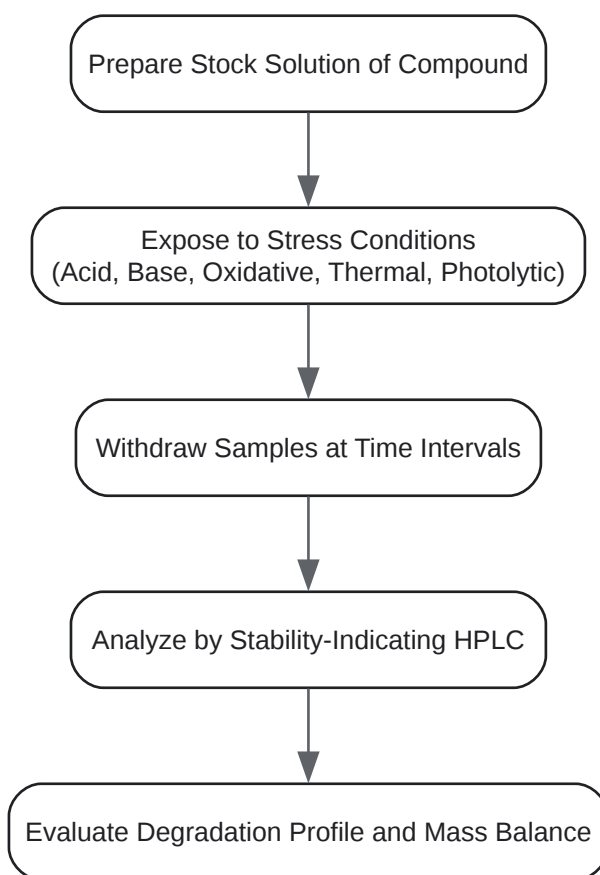 Prepare Stock Solution of Compound
Expose to Stress Conditions
(Acid, Base, Oxidative, Thermal, Photolytic)
Withdraw Samples at Time Intervals
Analyze by Stability-Indicating HPLC
Evaluate Degradation Profile and Mass Balance